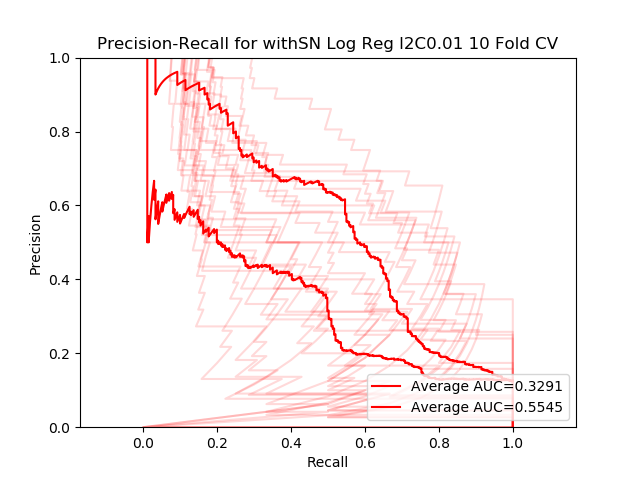 Precision-Recall for withSN Log Reg l2C0.01 10 Fold CV
1.0
0.8
0.6
0.4
0.2
0.0
Precision
0.0 0.2 0.4 0.6 0.8 1.0
Recall
Average AUC=0.3291
Average AUC=0.5545